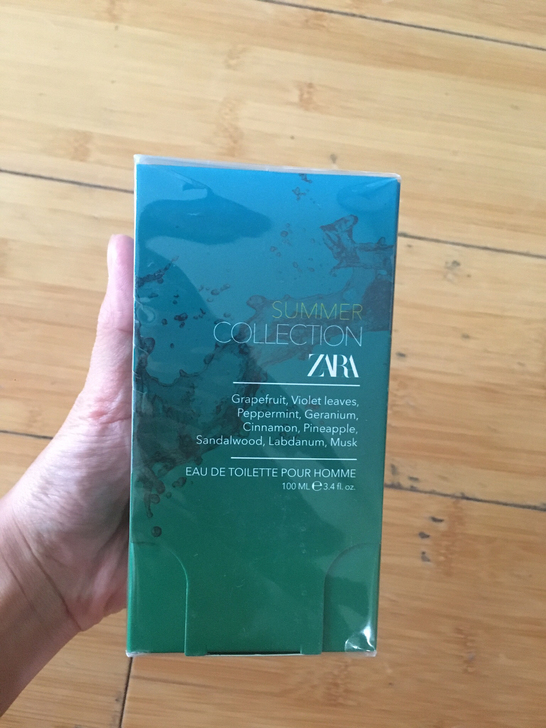 SUMMER
COLLECTION
ZARA
Grapefruit, Violet leaves,
Peppermint, Geranium,
Cinnamon, Pineapple,
Sandalwood, Labdanum, Musk
EAU DE TOILETTE POUR HOMME
100 ML ℮ 3.4 fl. oz.